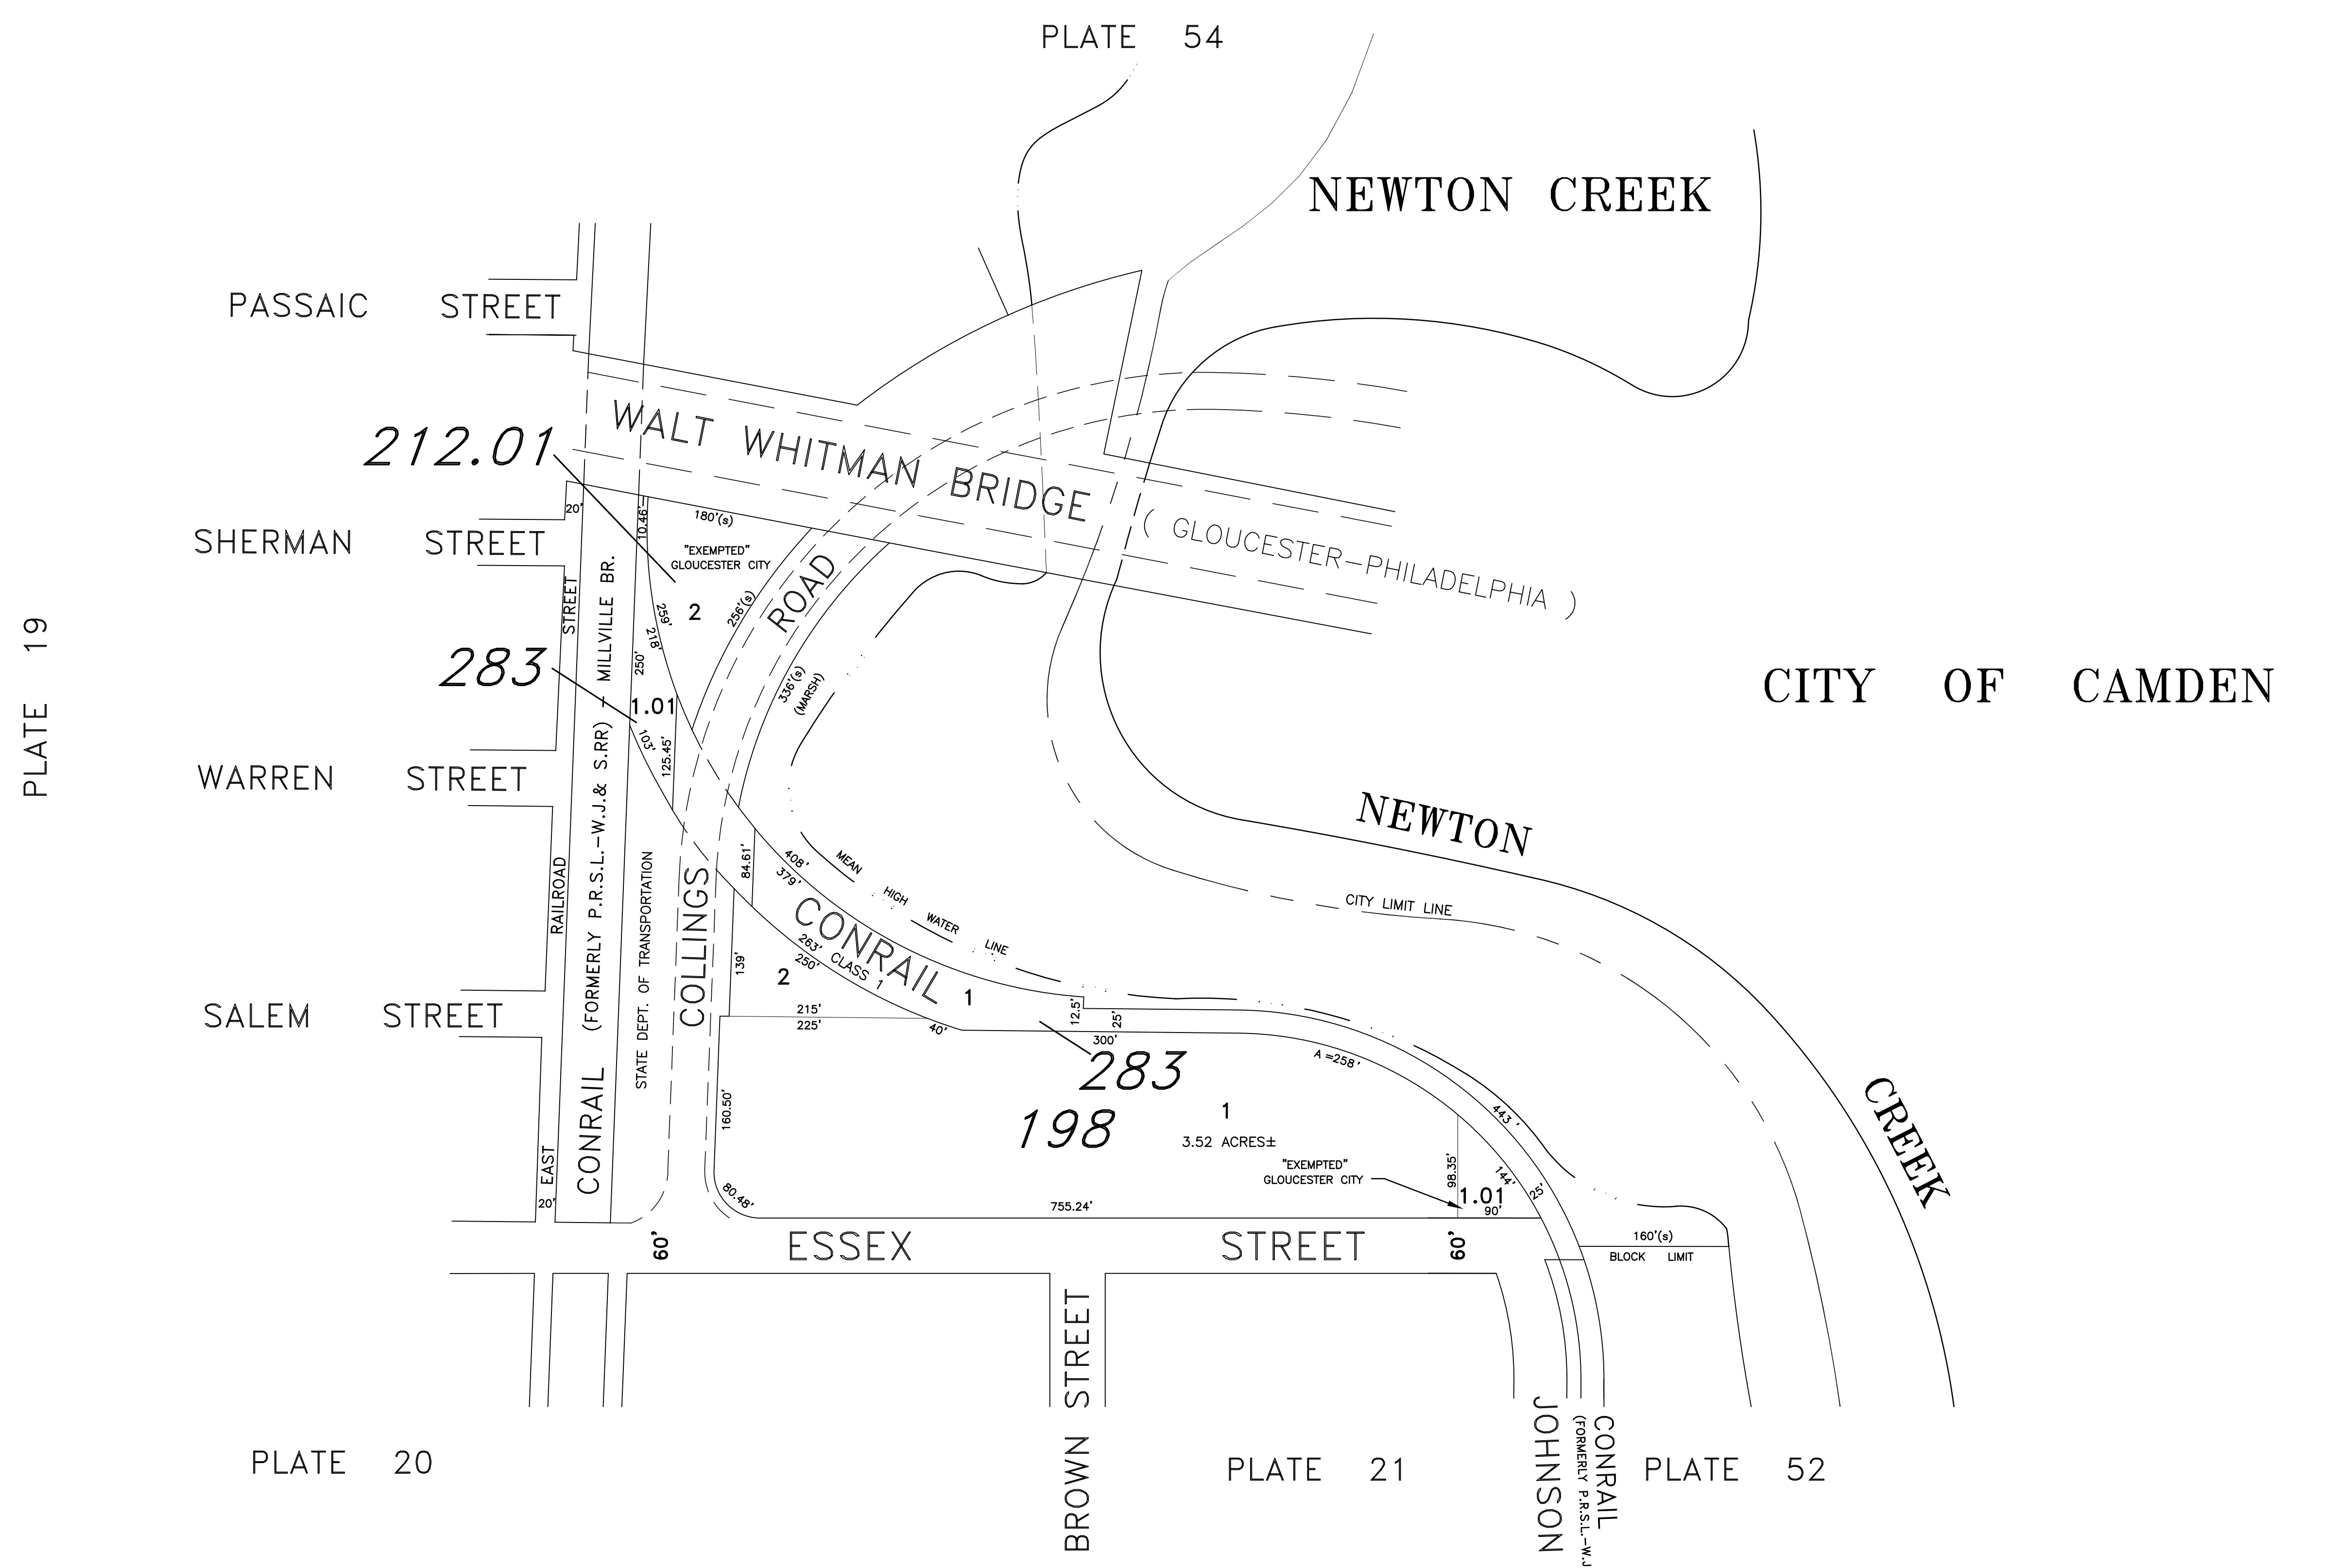 PLATE 54
NEWTON CREEK
PASSAIC STREET
WALT WHITMAN BRIDGE
( GLOUCESTER-PHILADELPHIA )
212.01
20'
10.46'
180'(s)
SHERMAN STREET
"EXEMPTED"
GLOUCESTER CITY
2
259'
218'
256'(s)
ROAD
336'(s)
(MARSH)
PLATE 19
283
250'
1.01
103'
125.45'
CITY OF CAMDEN
WARREN STREET
EAST RAILROAD STREET
CONRAIL (FORMERLY P.R.S.L.-W.J.& S.RR) - MILLVILLE BR.
STATE DEPT. OF TRANSPORTATION
COLLINGS
84.61'
408'
379'
MEAN HIGH WATER LINE
NEWTON
CITY LIMIT LINE
CONRAIL
263'
CLASS 1
250'
139'
2
1
215'
225'
40'
12.5'
25'
300'
SALEM STREET
283
A =258'
198
1
3.52 ACRES±
160.50'
443'
CREEK
"EXEMPTED"
GLOUCESTER CITY
98.35'
144'
25'
1.01
90'
80.48'
755.24'
20'
60'
ESSEX STREET
60'
160'(s)
BLOCK LIMIT
BROWN STREET
JOHNSON
CONRAIL
(FORMERLY P.R.S.L.-W.J
PLATE 20
PLATE 21
PLATE 52